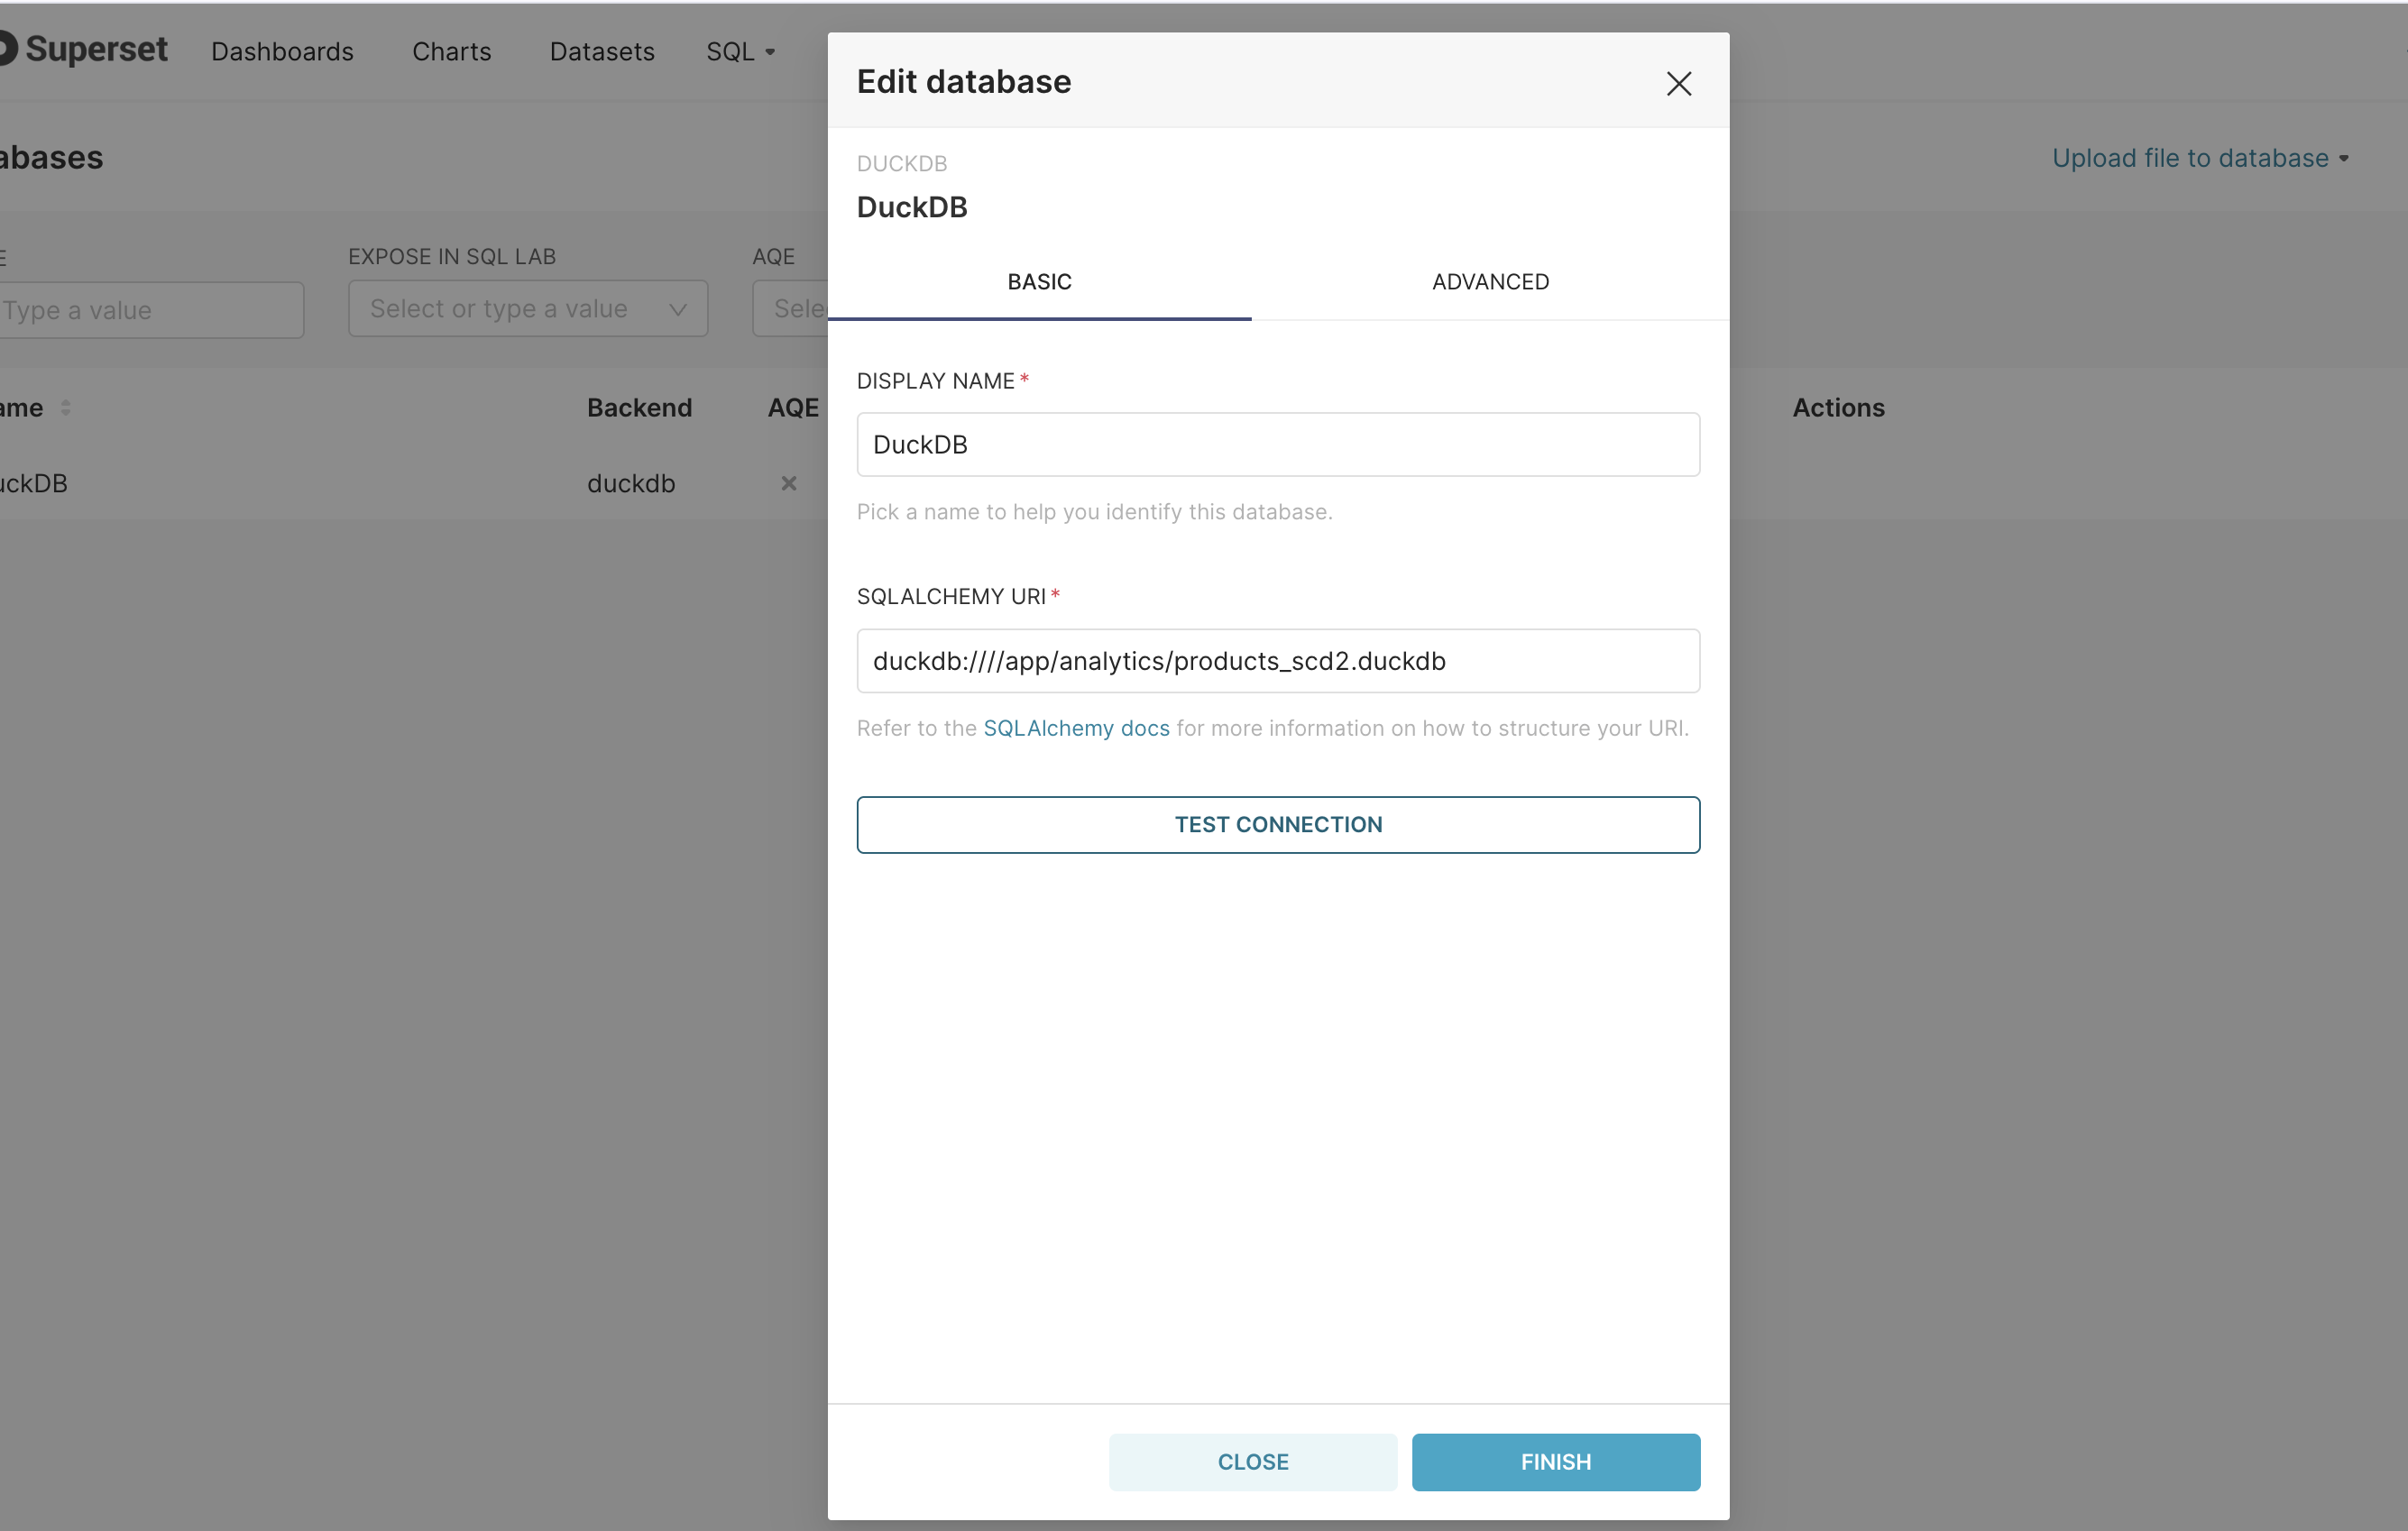 Superset Dashboards Charts Datasets SQL
abases
Upload file to database
E
Type a value
EXPOSE IN SQL LAB
Select or type a value
AQE
Sele
ame Backend AQE Actions
uckDB duckdb
Edit database
DUCKDB
DuckDB
BASIC ADVANCED
DISPLAY NAME *
DuckDB
Pick a name to help you identify this database.
SQLALCHEMY URI *
duckdb:////app/analytics/products_scd2.duckdb
Refer to the SQLAlchemy docs for more information on how to structure your URI.
TEST CONNECTION
CLOSE FINISH